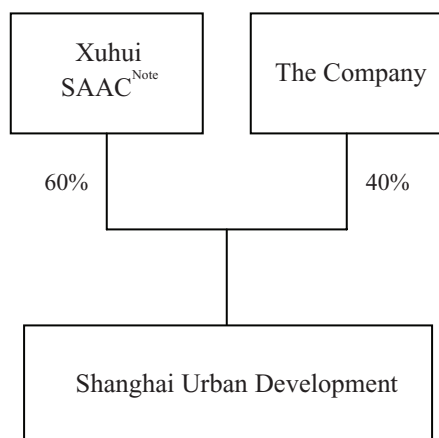 Xuhui
SAAC Note
The Company
60%
40%
Shanghai Urban Development